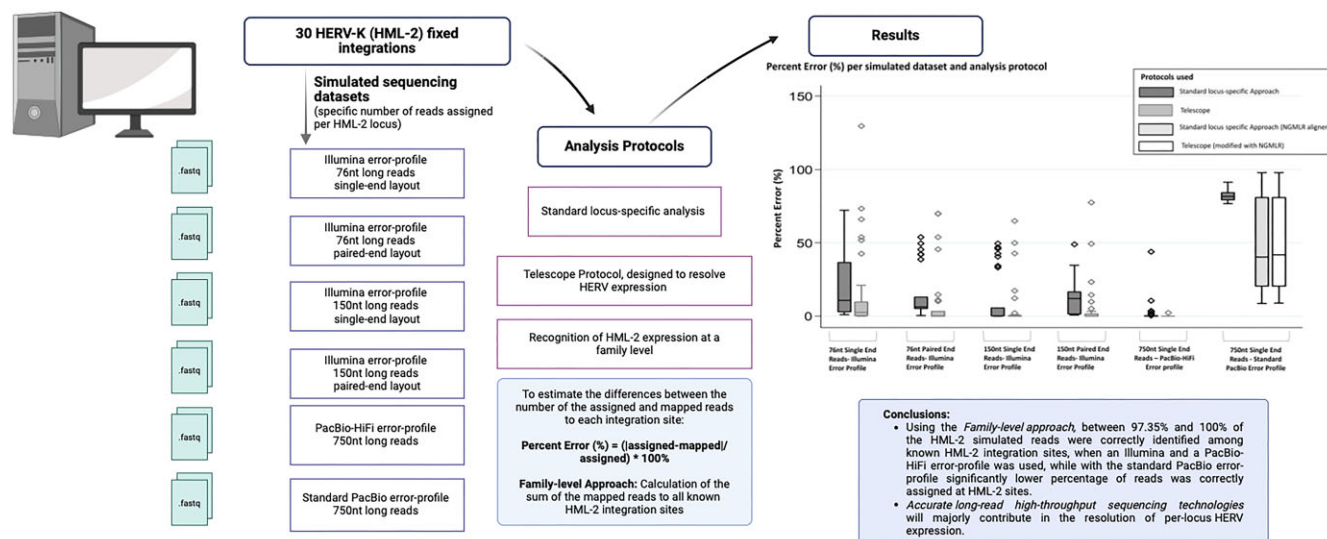 30 HERV-K (HML-2) fixed
integrations
Simulated sequencing
datasets
(specific number of reads assigned
per HML-2 locus)
.fastq
.fastq
.fastq
.fastq
.fastq
.fastq
Illumina error-profile
76nt long reads
single-end layout
Illumina error-profile
76nt long reads
paired-end layout
Illumina error-profile
150nt long reads
single-end layout
Illumina error-profile
150nt long reads
paired-end layout
PacBio-HiFi error-profile
750nt long reads
Standard PacBio error-profile
750nt long reads
Analysis Protocols
Standard locus-specific analysis
Telescope Protocol, designed to resolve
HERV expression
Recognition of HML-2 expression at a
family level
To estimate the differences between the
number of the assigned and mapped reads
to each integration site:
Percent Error (%) = (|assigned-mapped|/
assigned) * 100%
Family-level Approach: Calculation of the
sum of the mapped reads to all known
HML-2 integration sites
Results
Percent Error (%) per simulated dataset and analysis protocol
Protocols used
Standard locus-specific Approach
Telescope
Standard locus specific Approach (NGMLR aligner
Telescope (modified with NGMLR)
Percent Error (%)
150
100
50
0
76nt Single End
Reads- Illumina
Error Profile
76nt Paired End
Reads- Illumina
Error Profile
150nt Single End
Reads- Illumina
Error Profile
150nt Paired End
Reads- Illumina
Error Profile
750nt Single End
Reads – PacBio-HiFi
Error profile
750nt Single End
Reads - Standard
PacBio Error Profile
Conclusions:
• Using the Family-level approach, between 97.35% and 100% of
the HML-2 simulated reads were correctly identified among
known HML-2 integration sites, when an Illumina and a PacBio-
HiFi error-profile was used, while with the standard PacBio error-
profile significantly lower percentage of reads was correctly
assigned at HML-2 sites.
• Accurate long-read high-throughput sequencing technologies
will majorly contribute in the resolution of per-locus HERV
expression.